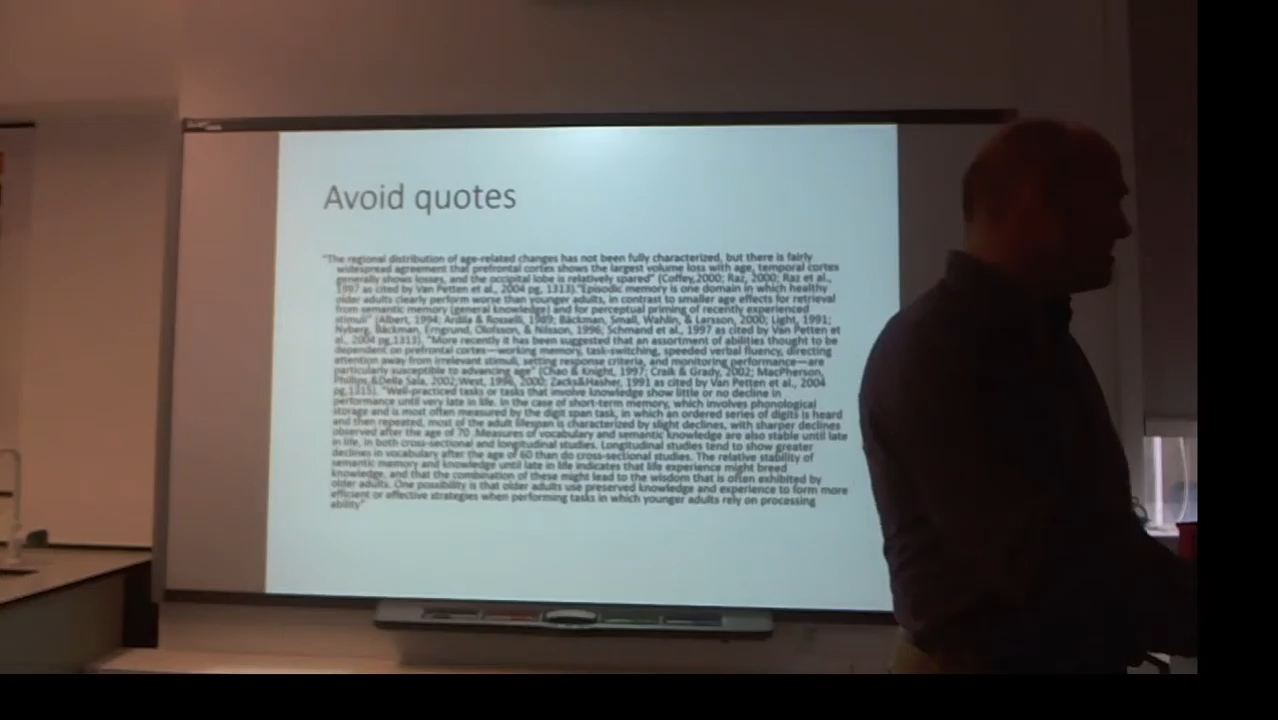 Avoid quotes
"The regional distribution of age-related changes has not been fully characterized, but there is fairly
widespread agreement that prefrontal cortex shows the largest volume loss with age, temporal cortex
generally shows losses, and the occipital lobe is relatively spared" (Coffey,2000; Raz, 2000; Raz et al.,
1997 as cited by Van Petten et al., 2004 pg, 1313)."Episodic memory is one domain in which healthy
older adults clearly perform worse than younger adults, in contrast to smaller age effects for retrieval
from semantic memory (general knowledge) and for perceptual priming of recently experienced
stimuli" (Albert, 1994; Ardila & Rosselli, 1989; Bäckman, Small, Wahlin, & Larsson, 2000; Light, 1991;
Nyberg, Bäckman, Erngrund, Olofsson, & Nilsson, 1996; Schmand et al., 1997 as cited by Van Petten et
al., 2004 pg,1313). "More recently it has been suggested that an assortment of abilities thought to be
dependent on prefrontal cortex—working memory, task-switching, speeded verbal fluency, directing
attention away from irrelevant stimuli, setting response criteria, and monitoring performance—are
particularly susceptible to advancing age" (Chao & Knight, 1997; Craik & Grady, 2002; MacPherson,
Phillips &Della Sala, 2002;West, 1996, 2000; Zacks&Hasher, 1991 as cited by Van Petten et al., 2004
pg,1315). "Well-practiced tasks or tasks that involve knowledge show little or no decline in
performance until very late in life. In the case of short-term memory, which involves phonological
storage and is most often measured by the digit span task, in which an ordered series of digits is heard
and then repeated, most of the adult lifespan is characterized by slight declines, with sharper declines
observed after the age of 70 .Measures of vocabulary and semantic knowledge are also stable until late
in life, in both cross-sectional and longitudinal studies. Longitudinal studies tend to show greater
declines in vocabulary after the age of 60 than do cross-sectional studies. The relative stability of
semantic memory and knowledge until late in life indicates that life experience might breed
knowledge, and that the combination of these might lead to the wisdom that is often exhibited by
older adults. One possibility is that older adults use preserved knowledge and experience to form more
efficient or effective strategies when performing tasks in which younger adults rely on processing
ability"